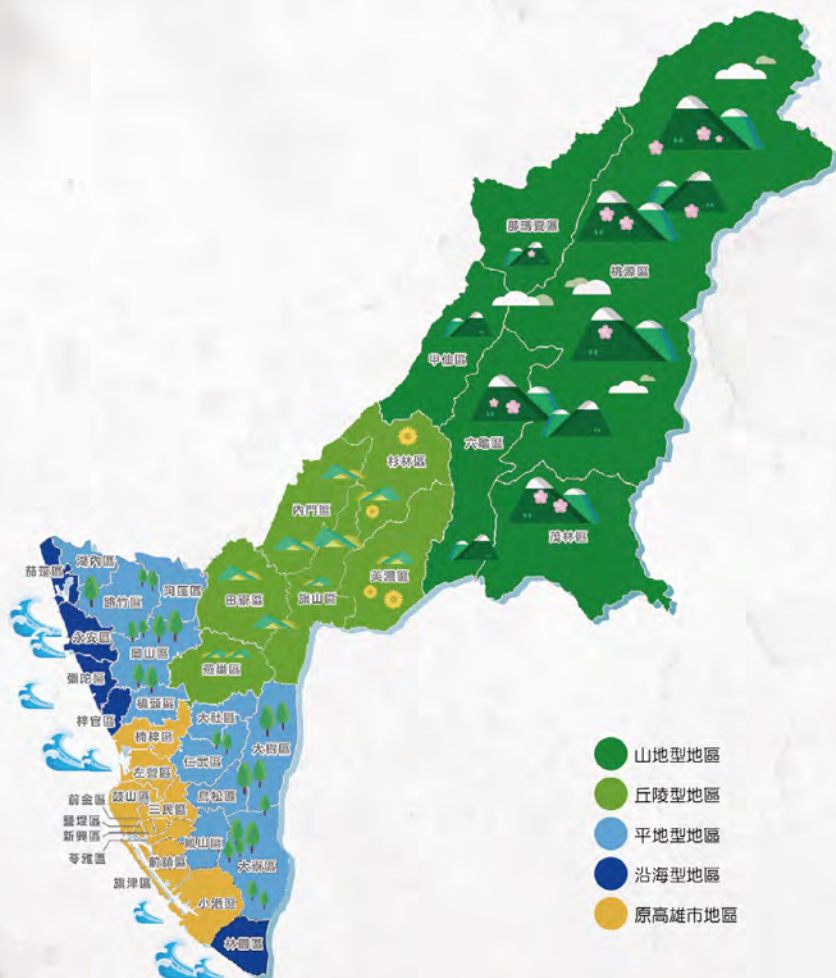 那瑪夏區
桃源區
甲仙區
六龜區
杉林區
內門區
茂林區
美濃區
旗山區
田寮區
燕巢區
茄萣區
湖內區
路竹區
阿蓮區
永安區
岡山區
彌陀區
橋頭區
梓官區
楠梓區
大社區
大樹區
仁武區
左營區
鳥松區
鼓山區
三民區
前金區
鹽埕區
新興區
苓雅區
鳳山區
前鎮區
大寮區
旗津區
小港區
林園區
山地型地區
丘陵型地區
平地型地區
沿海型地區
原高雄市地區